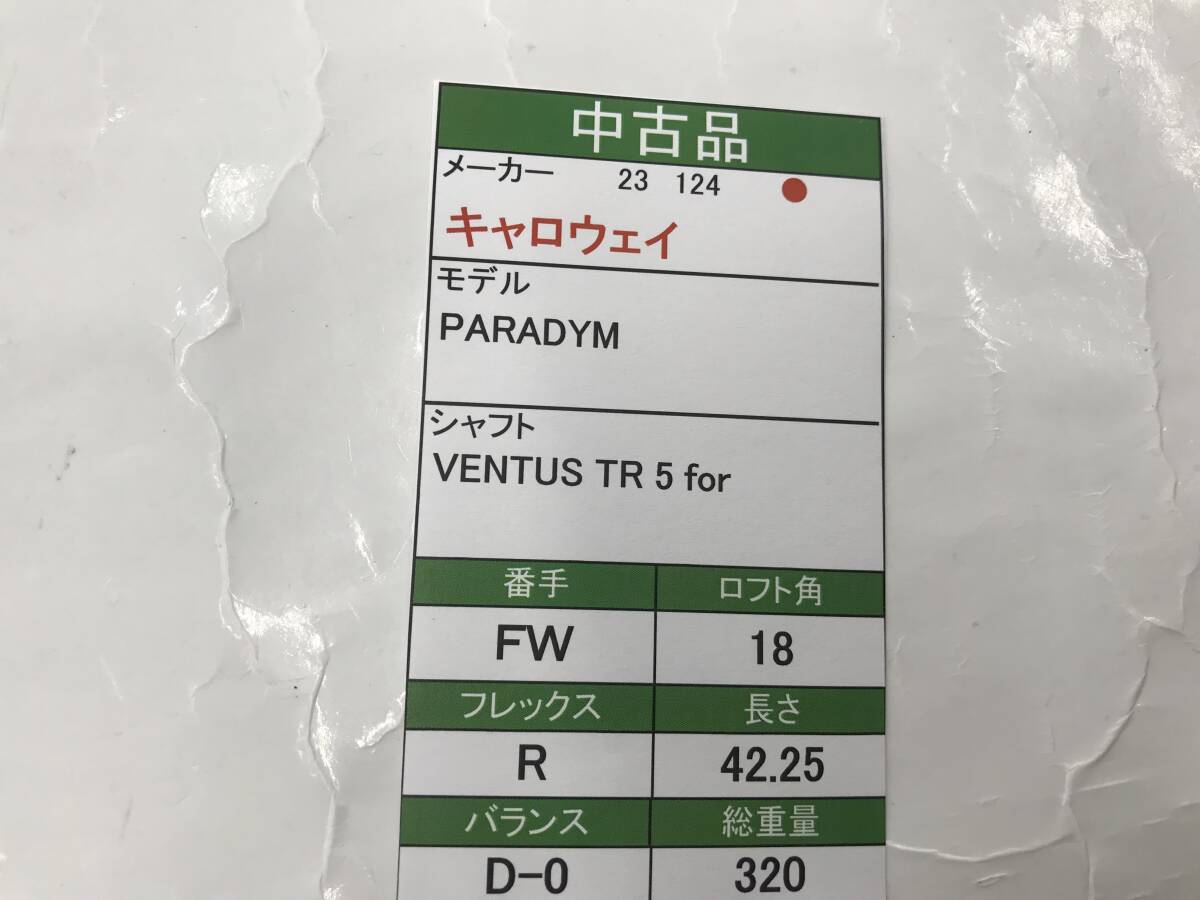 中古品
メーカー 23 124
キャロウェイ
モデル
PARADYM
シャフト
VENTUS TR 5 for
番手 ロフト角
FW 18
フレックス 長さ
R 42.25
バランス 総重量
D-0 320